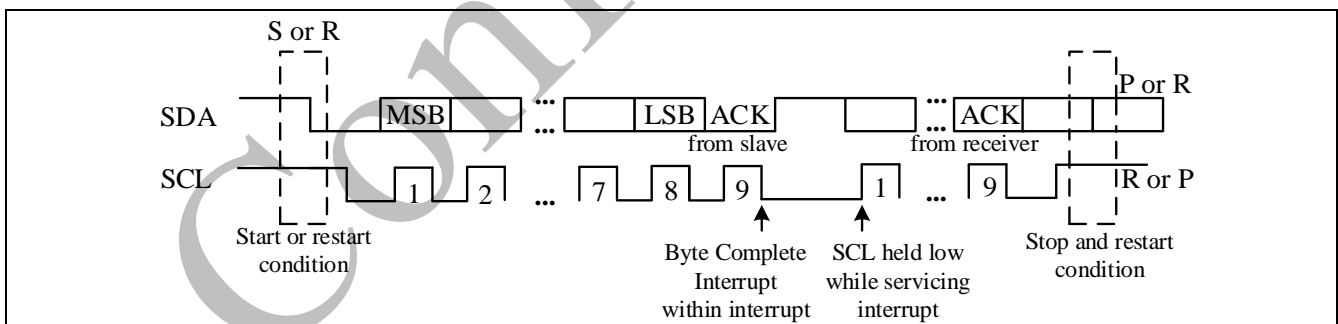 S or R
P or R
SDA
MSB
...
LSB
ACK
...
ACK
from slave
from receiver
SCL
1
2
...
7
8
9
1
...
9
R or P
Start or restart
condition
Byte Complete
Interrupt
within interrupt
SCL held low
while servicing
interrupt
Stop and restart
condition